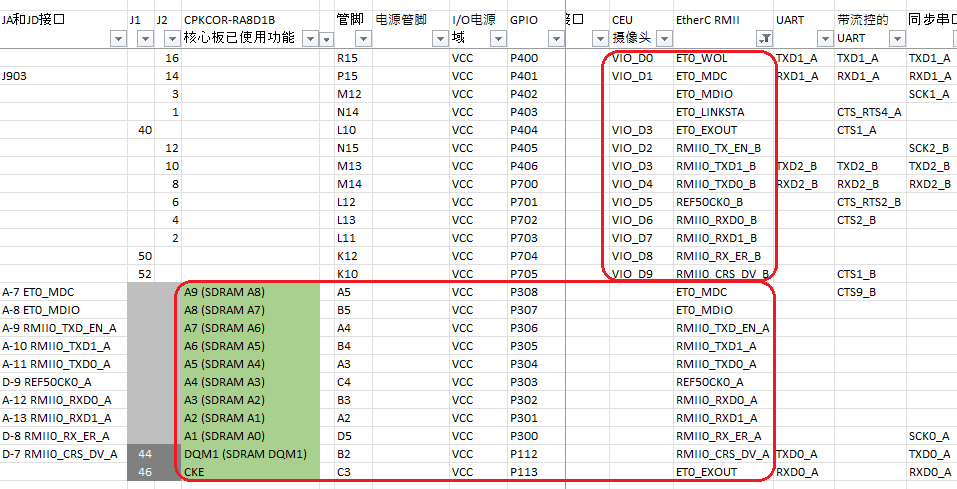 JA和JD接口 J1 J2 CPKCOR-RA8D1B 核心板已使用功能 管脚 电源管脚 I/O电源域 GPIO 接口 CEU 摄像头 EtherC RMII UART 带流控的 UART 同步串口
16 R15 VCC P400 VIO_D0 ET0_WOL TXD1_A TXD1_A TXD1_A
J903 14 P15 VCC P401 VIO_D1 ET0_MDC RXD1_A RXD1_A RXD1_A
3 M12 VCC P402 ET0_MDIO SCK1_A
1 N14 VCC P403 ET0_LINKSTA CTS_RTS4_A
40 L10 VCC P404 VIO_D3 ET0_EXOUT CTS1_A
12 N15 VCC P405 VIO_D2 RMII0_TX_EN_B SCK2_B
10 M13 VCC P406 VIO_D3 RMII0_TXD1_B TXD2_B TXD2_B TXD2_B
8 M14 VCC P700 VIO_D4 RMII0_TXD0_B RXD2_B RXD2_B RXD2_B
6 L12 VCC P701 VIO_D5 REF50CK0_B CTS_RTS2_B
4 L13 VCC P702 VIO_D6 RMII0_RXD0_B CTS2_B
2 L11 VCC P703 VIO_D7 RMII0_RXD1_B
50 K12 VCC P704 VIO_D8 RMII0_RX_ER_B
52 K10 VCC P705 VIO_D9 RMII0_CRS_DV_B CTS1_B
A-7 ET0_MDC A9 (SDRAM A8) A5 VCC P308 ET0_MDC CTS9_B
A-8 ET0_MDIO A8 (SDRAM A7) B5 VCC P307 ET0_MDIO
A-9 RMII0_TXD_EN_A A7 (SDRAM A6) A4 VCC P306 RMII0_TXD_EN_A
A-10 RMII0_TXD1_A A6 (SDRAM A5) B4 VCC P305 RMII0_TXD1_A
A-11 RMII0_TXD0_A A5 (SDRAM A4) A3 VCC P304 RMII0_TXD0_A
D-9 REF50CK0_A A4 (SDRAM A3) C4 VCC P303 REF50CK0_A
A-12 RMII0_RXD0_A A3 (SDRAM A2) B3 VCC P302 RMII0_RXD0_A
A-13 RMII0_RXD1_A A2 (SDRAM A1) A2 VCC P301 RMII0_RXD1_A
D-8 RMII0_RX_ER_A A1 (SDRAM A0) D5 VCC P300 RMII0_RX_ER_A SCK0_A
D-7 RMII0_CRS_DV_A 44 DQM1 (SDRAM DQM1) B2 VCC P112 RMII0_CRS_DV_A TXD0_A TXD0_A
46 CKE C3 VCC P113 ET0_EXOUT RXD0_A RXD0_A